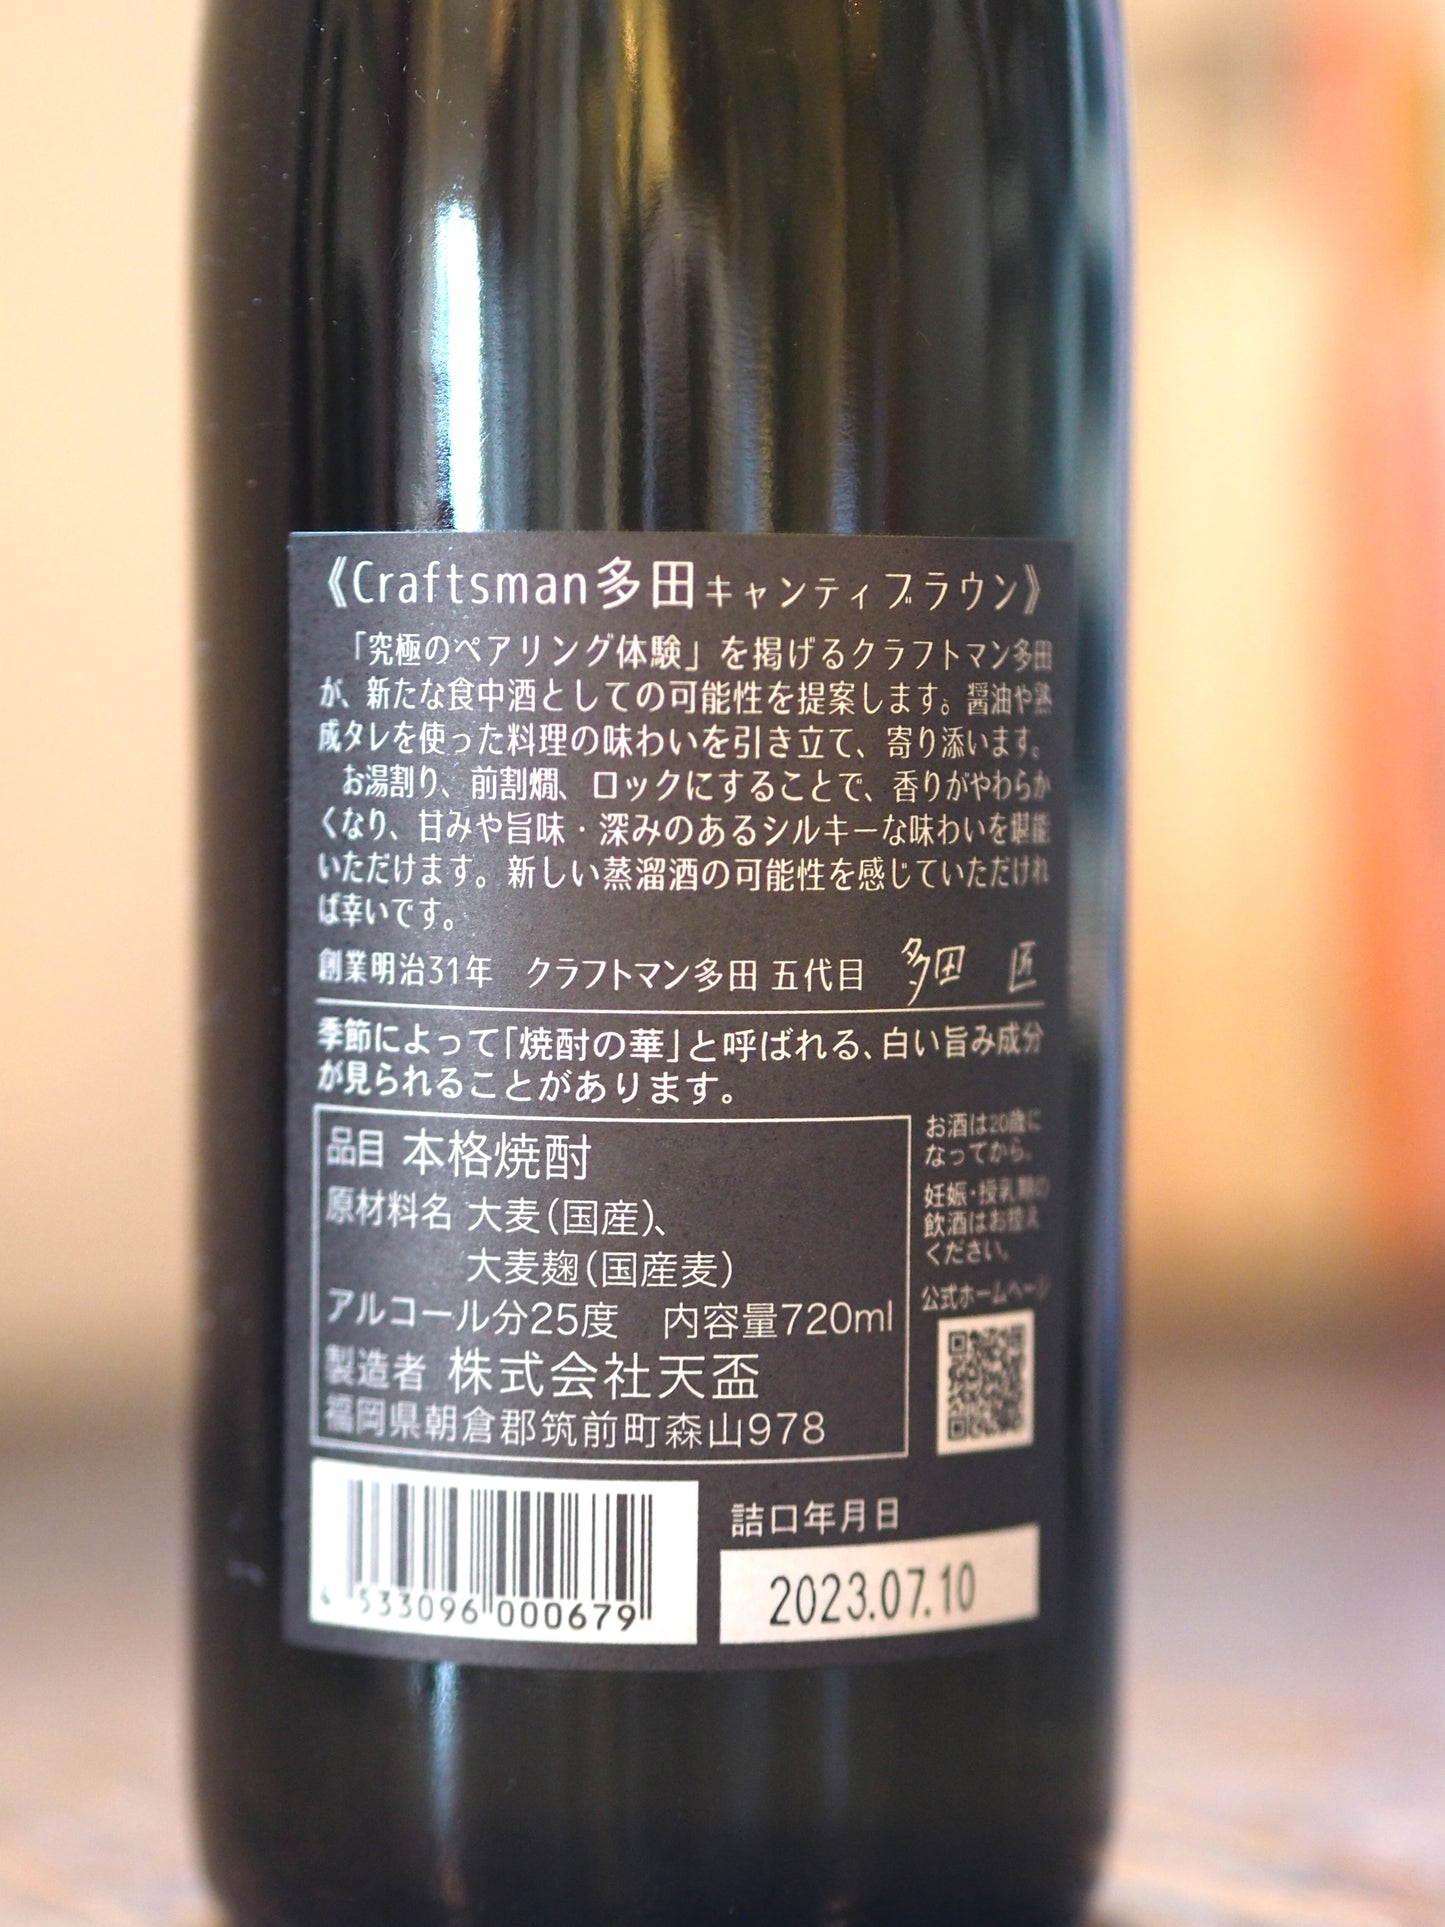 《Craftsman多田キャンティブラウン》
「究極のペアリング体験」を掲げるクラフトマン多田
が、新たな食中酒としての可能性を提案します。醤油や熟
成タレを使った料理の味わいを引き立て、寄り添います。
お湯割り、前割燗、ロックにすることで、香りがやわらか
くなり、甘みや旨味・深みのあるシルキーな味わいを堪能
いただけます。新しい蒸溜酒の可能性を感じていただけれ
ば幸いです。
創業明治31年 クラフトマン多田 五代目 多田 匠
季節によって「焼酎の華」と呼ばれる、白い旨み成分
が見られることがあります。
品目 本格焼酎
原材料名 大麦(国産)、
大麦麹(国産麦)
アルコール分25度 内容量720ml
製造者 株式会社天盃
福岡県朝倉郡筑前町森山978
お酒は20歳に
なってから。
妊娠・授乳期の
飲酒はお控え
ください。
公式ホームページ
4 533096 000679
詰口年月日
2023.07.10